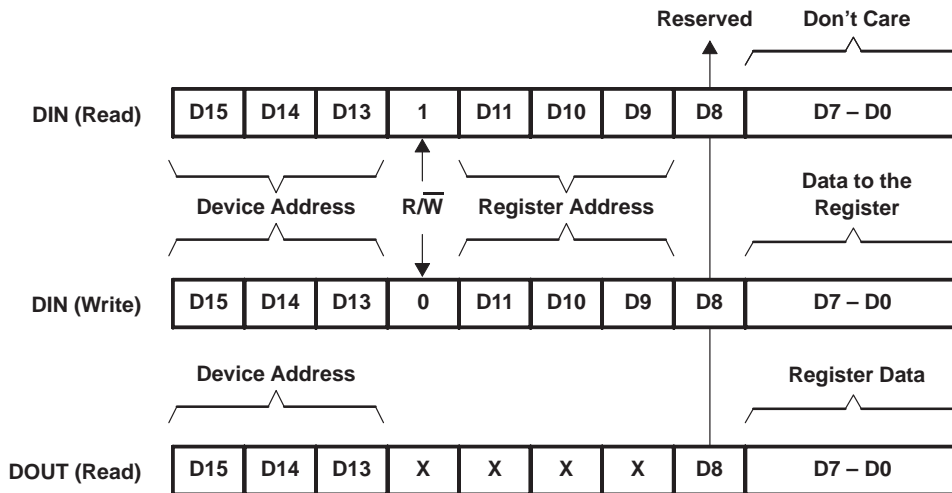 Reserved Don't Care
DIN (Read) D15 D14 D13 1 D11 D10 D9 D8 D7 – D0
Device Address R/W̅ Register Address Data to the
Register
DIN (Write) D15 D14 D13 0 D11 D10 D9 D8 D7 – D0
Device Address Register Data
DOUT (Read) D15 D14 D13 X X X X D8 D7 – D0